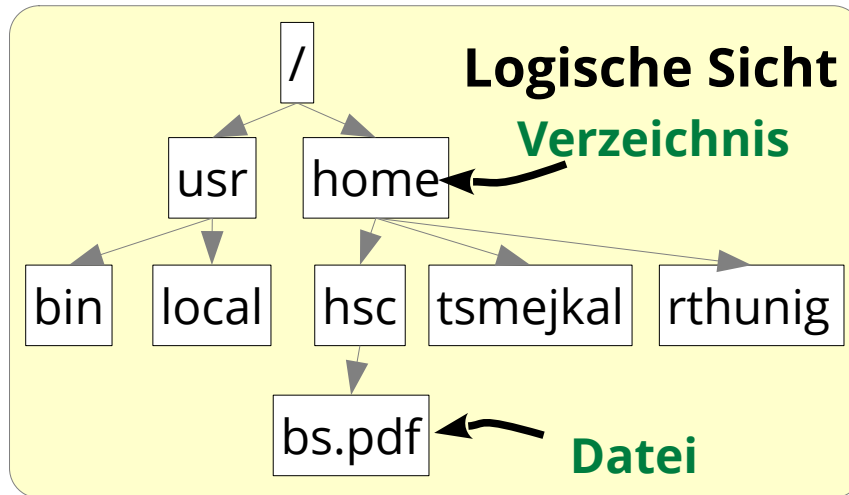 /
Logische Sicht
Verzeichnis
usr
home
bin
local
hsc
tsmejkal
rthunig
bs.pdf
Datei